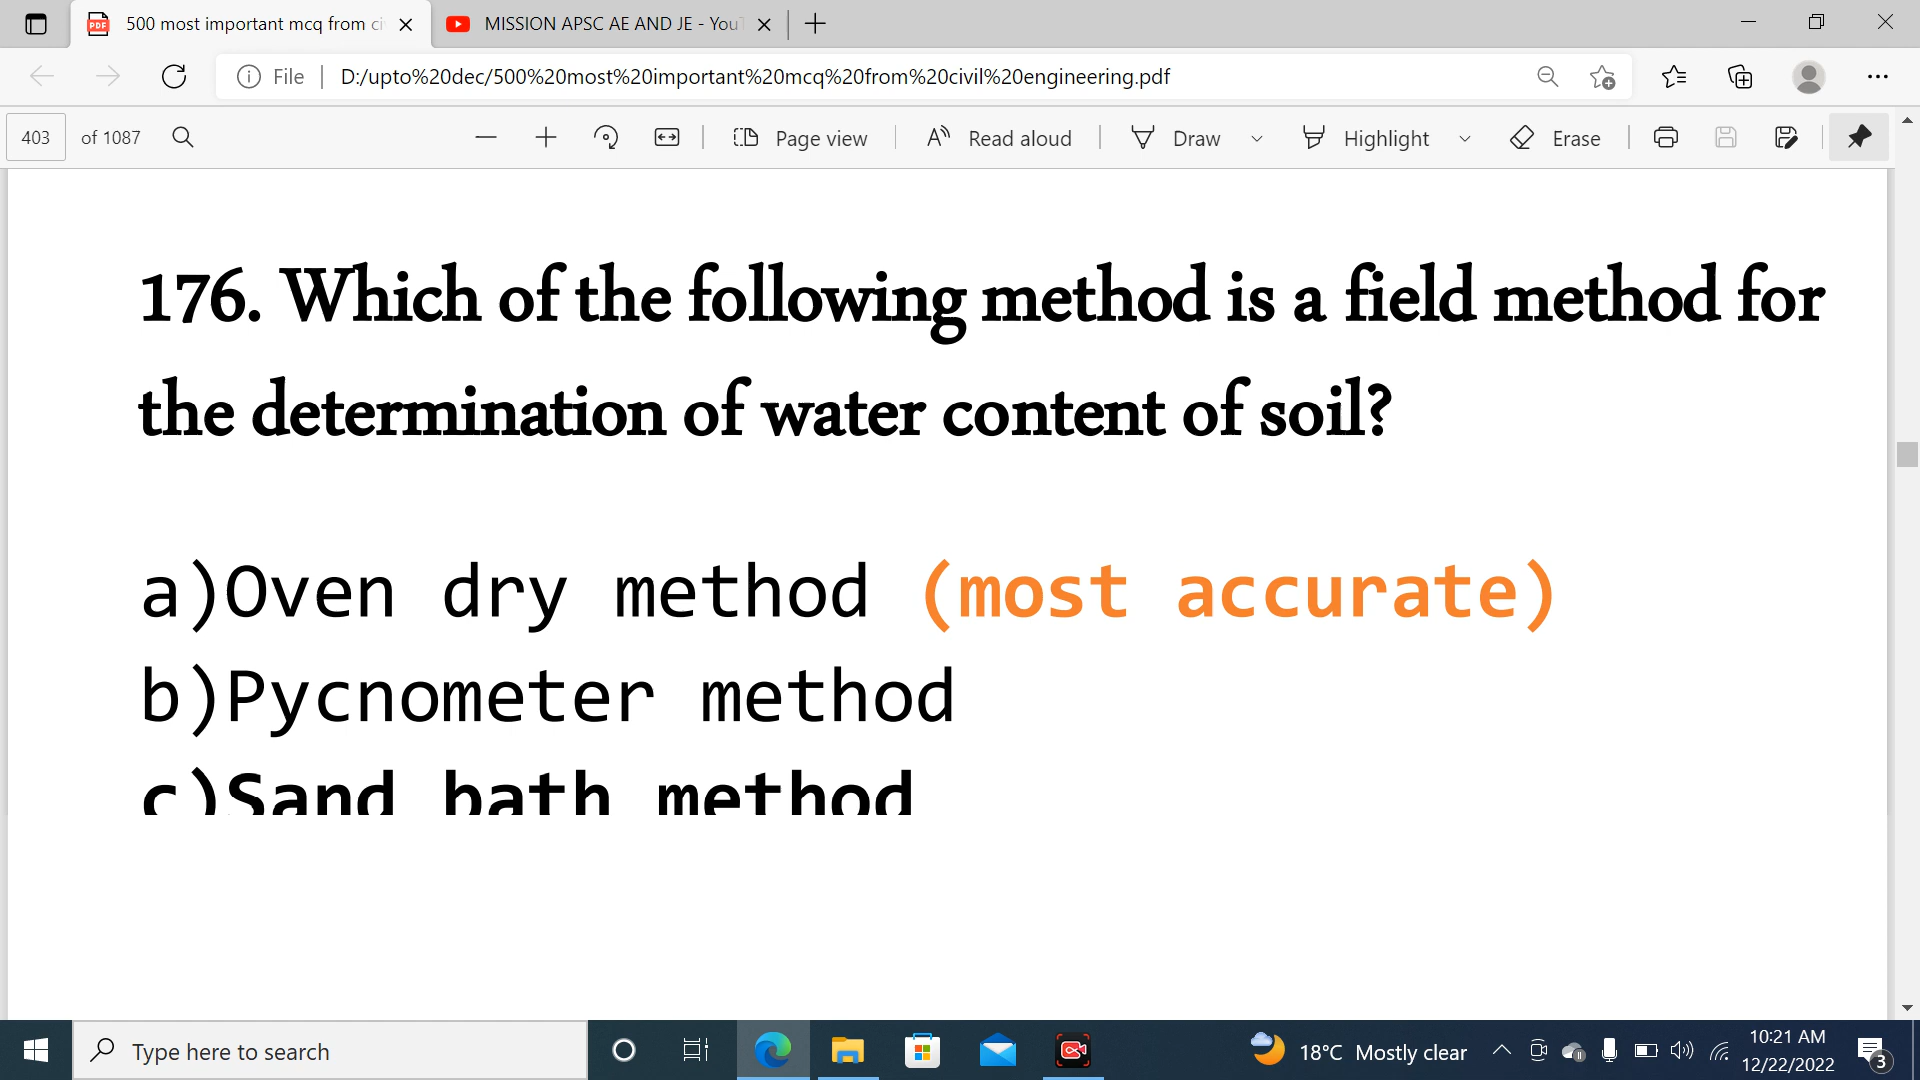 500 most important mcq from ci
MISSION APSC AE AND JE - YouT
File
D:/upto%20dec/500%20most%20important%20mcq%20from%20civil%20engineering.pdf
403 of 1087
Page view
Read aloud
Draw
Highlight
Erase
176. Which of the following method is a field method for
the determination of water content of soil?
a)Oven dry method (most accurate)
b)Pycnometer method
c)Sand bath method
Type here to search
18°C Mostly clear
10:21 AM
12/22/2022
3